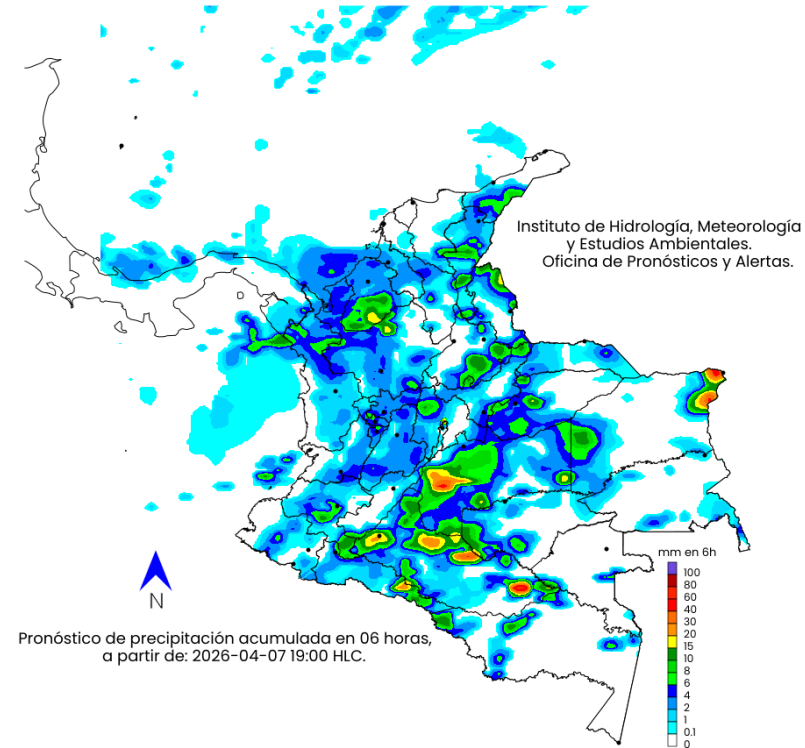 Instituto de Hidrología, Meteorología
y Estudios Ambientales.
Oficina de Pronósticos y Alertas.
N
Pronóstico de precipitación acumulada en 06 horas,
a partir de: 2026-04-07 19:00 HLC.
mm en 6h
100
80
60
40
30
20
15
10
8
6
4
2
1
0.1
0